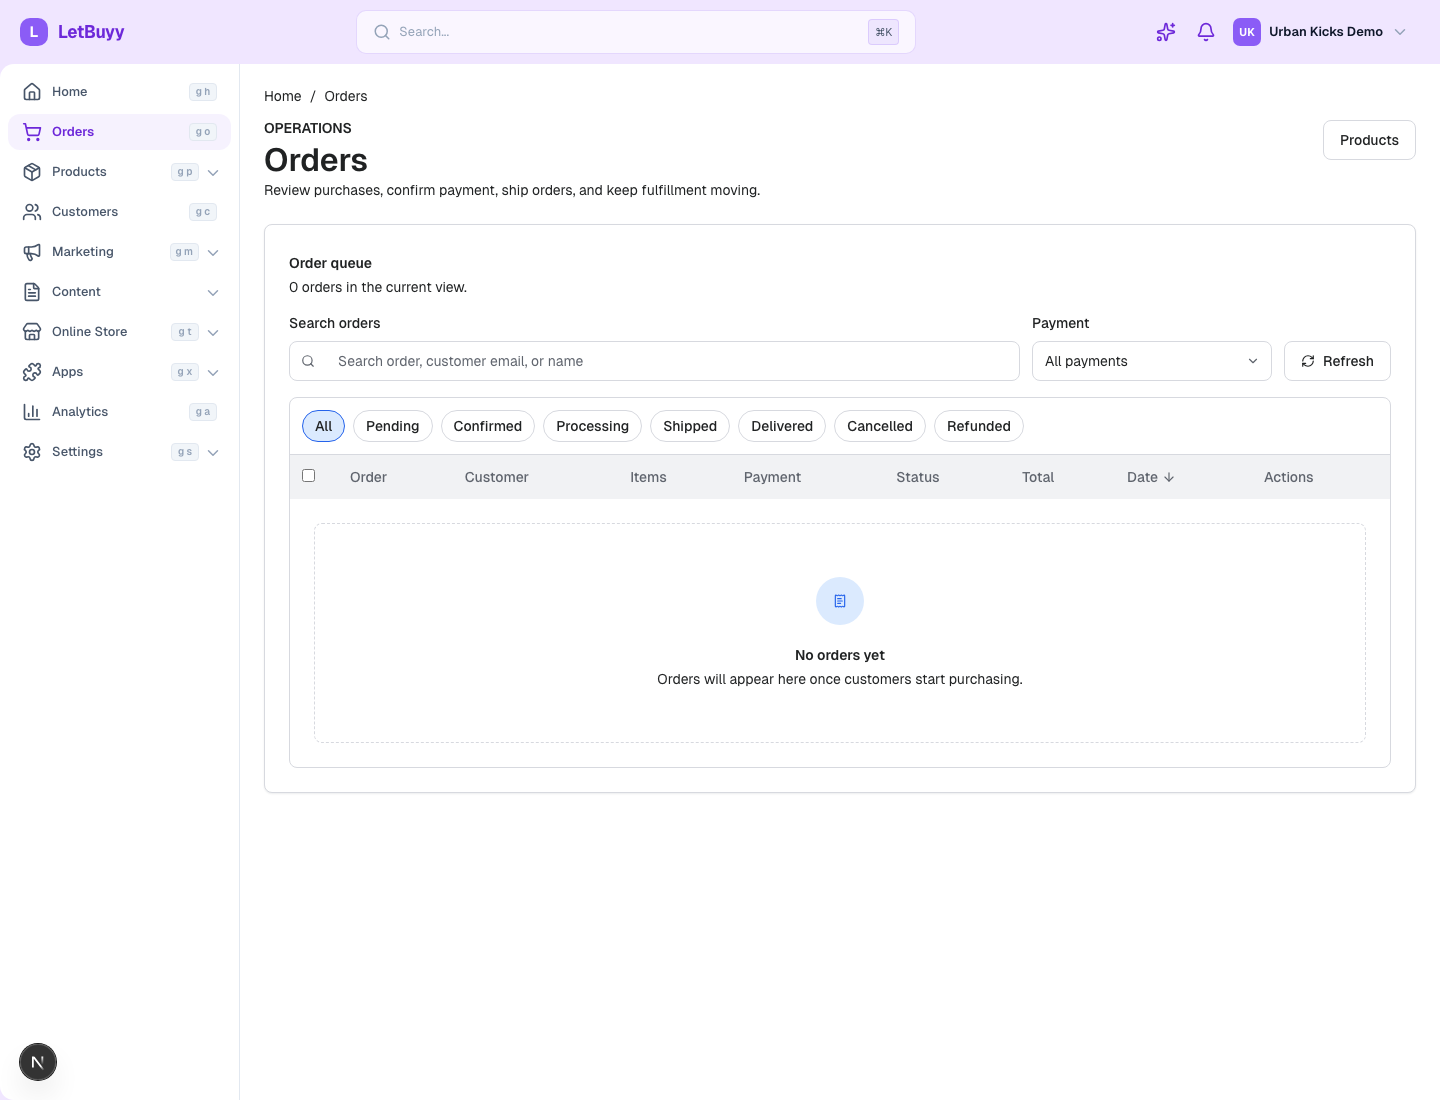 L LetBuyy
Search...
⌘K
UK Urban Kicks Demo
Home g h
Orders g o
Products g p
Customers g c
Marketing g m
Content
Online Store g t
Apps g x
Analytics g a
Settings g s
N
Home / Orders
OPERATIONS
Orders
Review purchases, confirm payment, ship orders, and keep fulfillment moving.
Products
Order queue
0 orders in the current view.
Search orders
Search order, customer email, or name
Payment
All payments
Refresh
All Pending Confirmed Processing Shipped Delivered Cancelled Refunded
Order Customer Items Payment Status Total Date ↓ Actions
No orders yet
Orders will appear here once customers start purchasing.